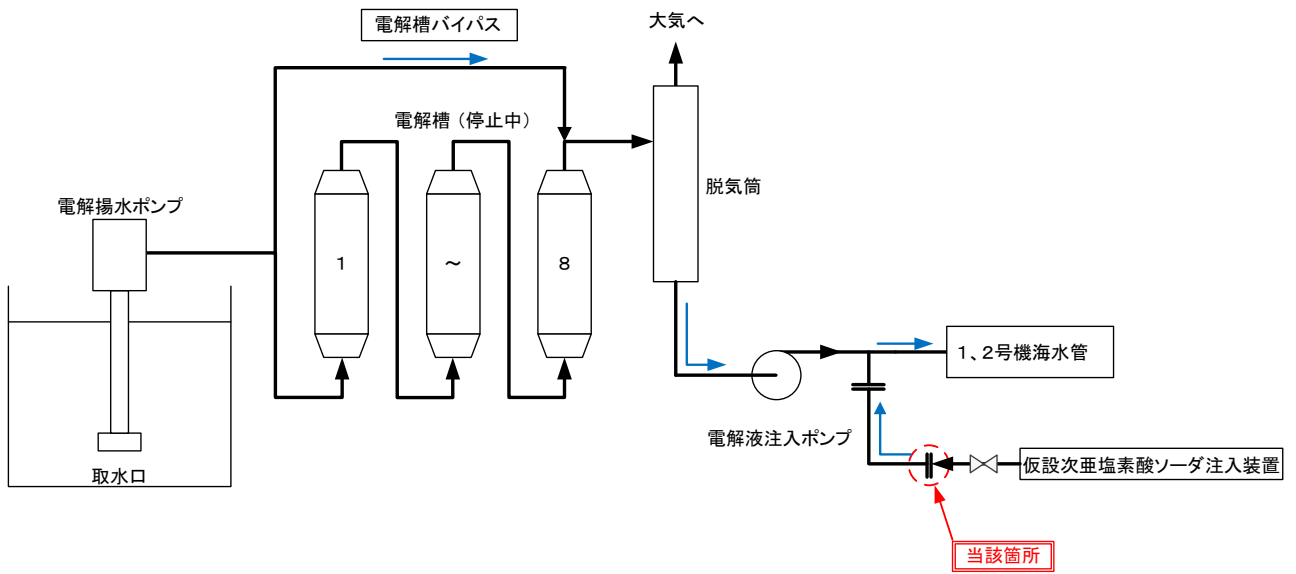 電解槽バイパス
大気へ
電解槽（停止中）
電解揚水ポンプ
脱気筒
1
～
8
1、2号機海水管
電解液注入ポンプ
仮設次亜塩素酸ソーダ注入装置
取水口
当該箇所